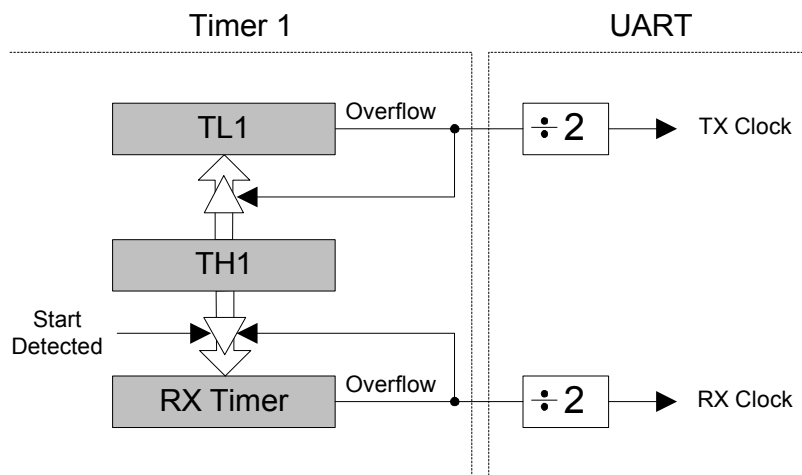 Timer 1
UART
TL1
Overflow
÷ 2
TX Clock
TH1
Start
Detected
RX Timer
Overflow
÷ 2
RX Clock